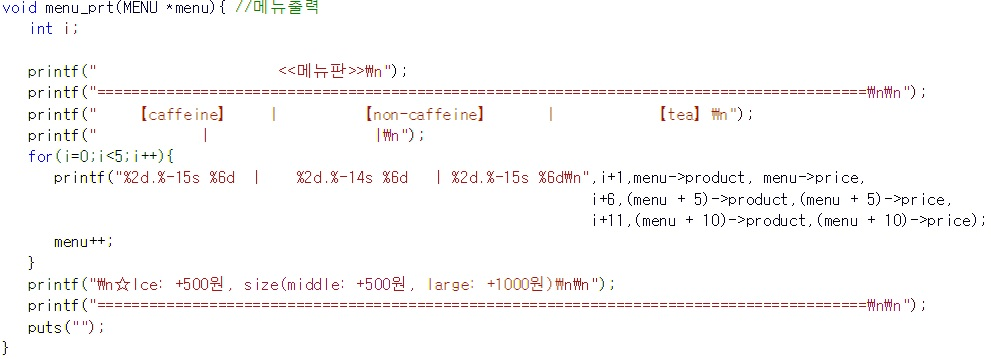 void menu_prt(MENU *menu){ //메뉴출력
    int i;
    printf("                     <<메뉴판>>₩n");
    printf("==========================================================================================₩n₩n");
    printf("     【caffeine】     |          【non-caffeine】       |            【tea】₩n");
    printf("            |                   |₩n");
    for(i=0;i<5;i++){
        printf("%2d.%-15s %6d  |    %2d.%-14s %6d   | %2d.%-15s %6d₩n",i+1,menu->product, menu->price,
                                                        i+6,(menu + 5)->product,(menu + 5)->price,
                                                        i+11,(menu + 10)->product,(menu + 10)->price);
        menu++;
    }
    printf("₩n☆Ice: +500원, size(middle: +500원, large: +1000원)₩n₩n");
    printf("==========================================================================================₩n₩n");
    puts("");
}